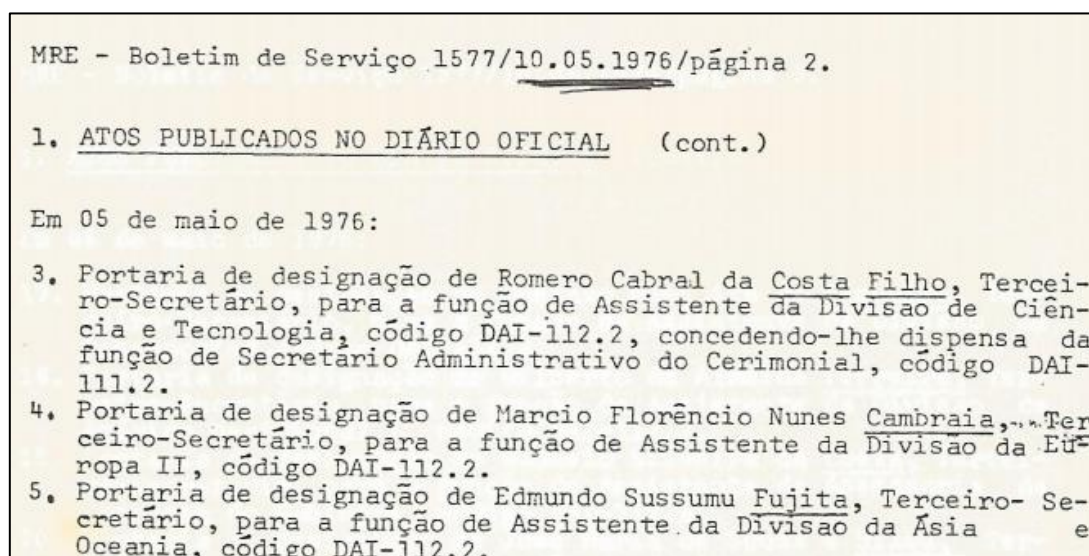 MRE - Boletim de Serviço 1577/10.05.1976/página 2.
1. ATOS PUBLICADOS NO DIÁRIO OFICIAL (cont.)
Em 05 de maio de 1976:
3. Portaria de designação de Romero Cabral da Costa Filho, Tercei-
ro-Secretário, para a função de Assistente da Divisão de Ciên-
cia e Tecnologia, código DAI-112.2, concedendo-lhe dispensa da
função de Secretário Administrativo do Cerimonial, código DAI-
111.2.
4. Portaria de designação de Marcio Florêncio Nunes Cambraia, Ter
ceiro-Secretário, para a função de Assistente da Divisão da Eu-
ropa II, código DAI-112.2.
5. Portaria de designação de Edmundo Sussumu Fujita, Terceiro- Se-
cretário, para a função de Assistente da Divisão da Ásia e
Oceania, código DAI-112.2.